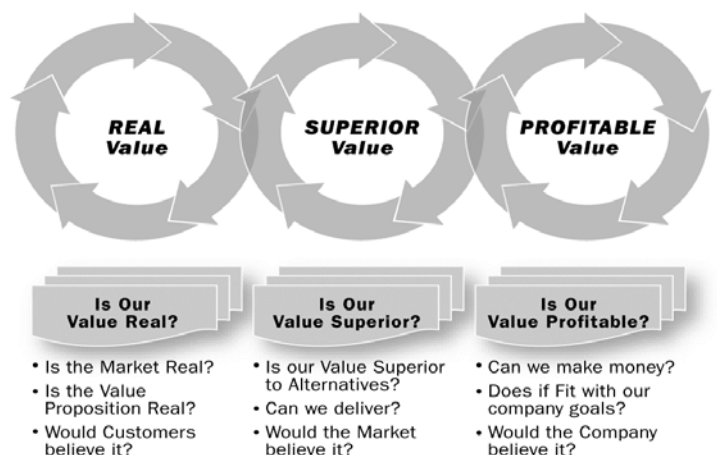 REAL
Value
SUPERIOR
Value
PROFITABLE
Value
Is Our
Value Real?
Is Our
Value Superior?
Is Our
Value Profitable?
• Is the Market Real?
• Is the Value
Proposition Real?
• Would Customers
believe it?
• Is our Value Superior
to Alternatives?
• Can we deliver?
• Would the Market
believe it?
• Can we make money?
• Does if Fit with our
company goals?
• Would the Company
believe it?